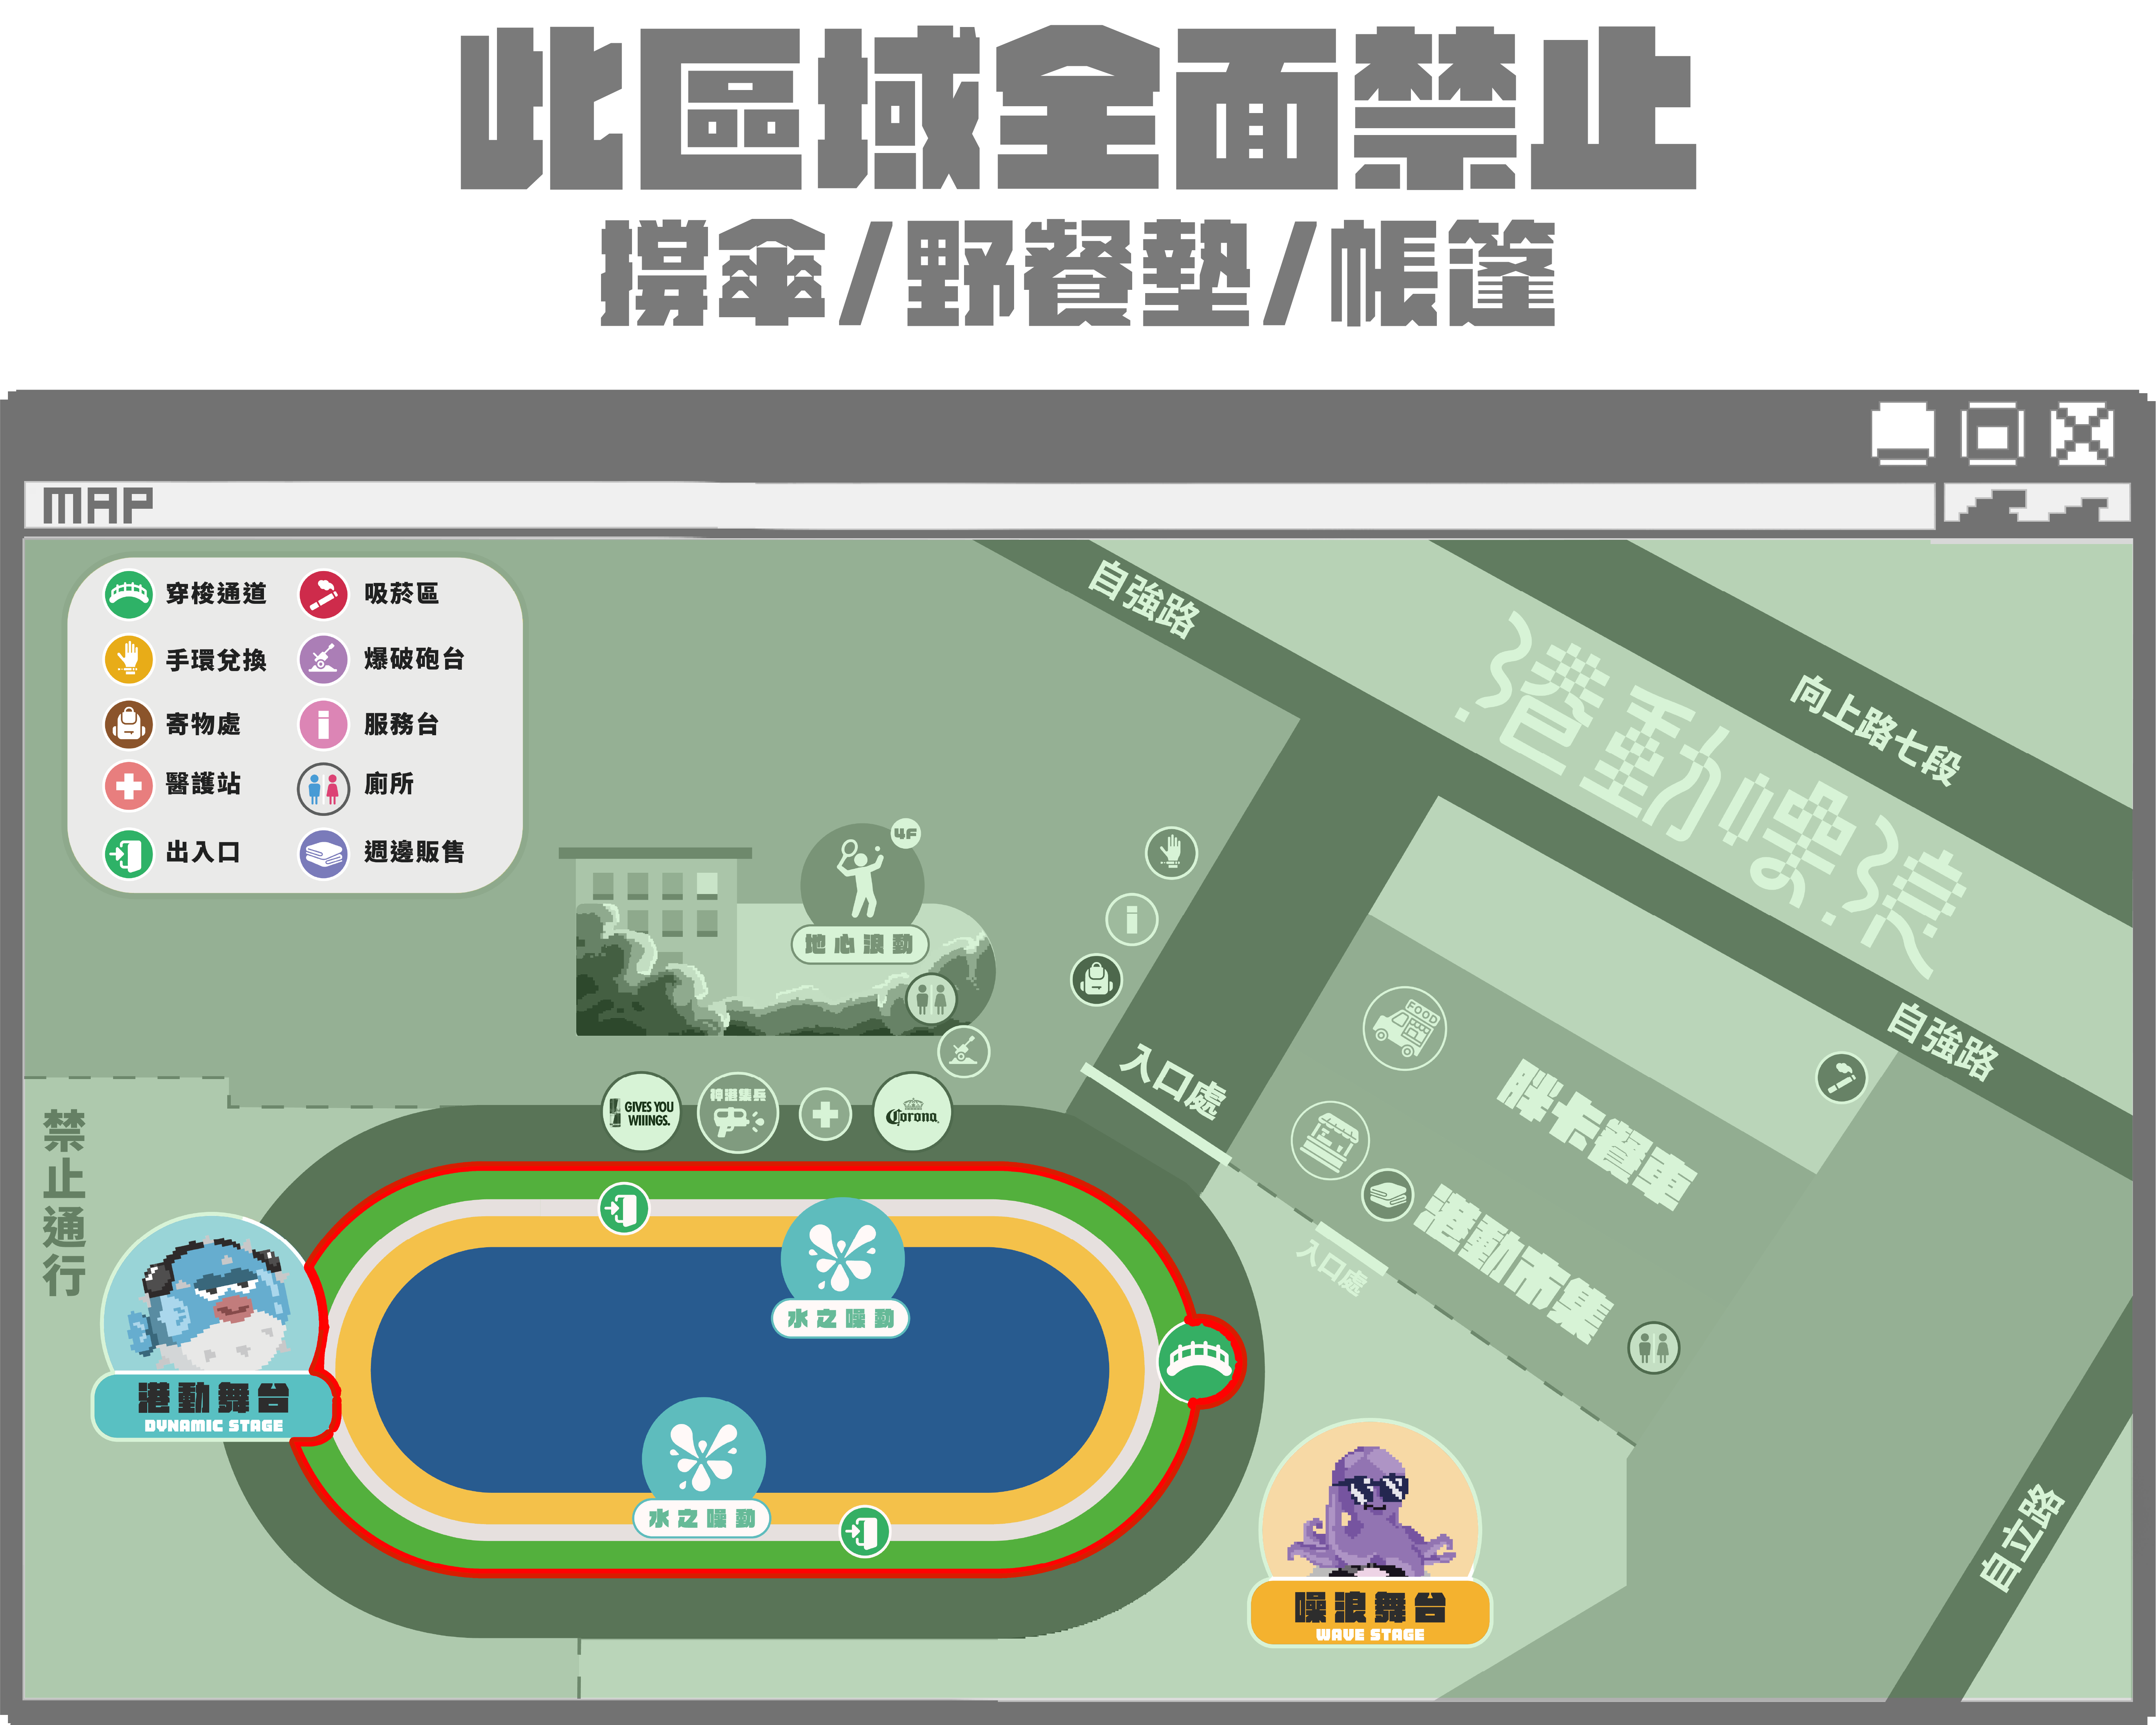 此區域全面禁止
撐傘/野餐墊/帳篷
MAP
穿梭通道
吸菸區
手環兌換
爆破砲台
寄物處
服務台
醫護站
廁所
出入口
週邊販售
自強路
向上路七段
港動噪浪
4F
地心浪動
自強路
FOOD
胖卡餐車
入口處
GIVES YOU
WIIINGS.
神選集兵
Corona
港動市集
入口處
禁止通行
水之噪動
港動舞台
DYNAMIC STAGE
水之噪動
自立路
噪浪舞台
WAVE STAGE